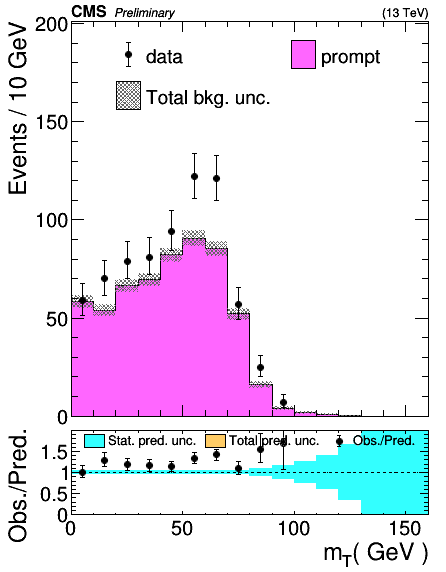 CMS Preliminary (13 TeV)
200
Events / 10 GeV
data
prompt
Total bkg. unc.
150
100
50
0
Obs./Pred.
Stat. pred. unc. Total pred. unc. Obs./Pred.
2
1.5
1
0.5
0
0 50 100 150
m_T( GeV )